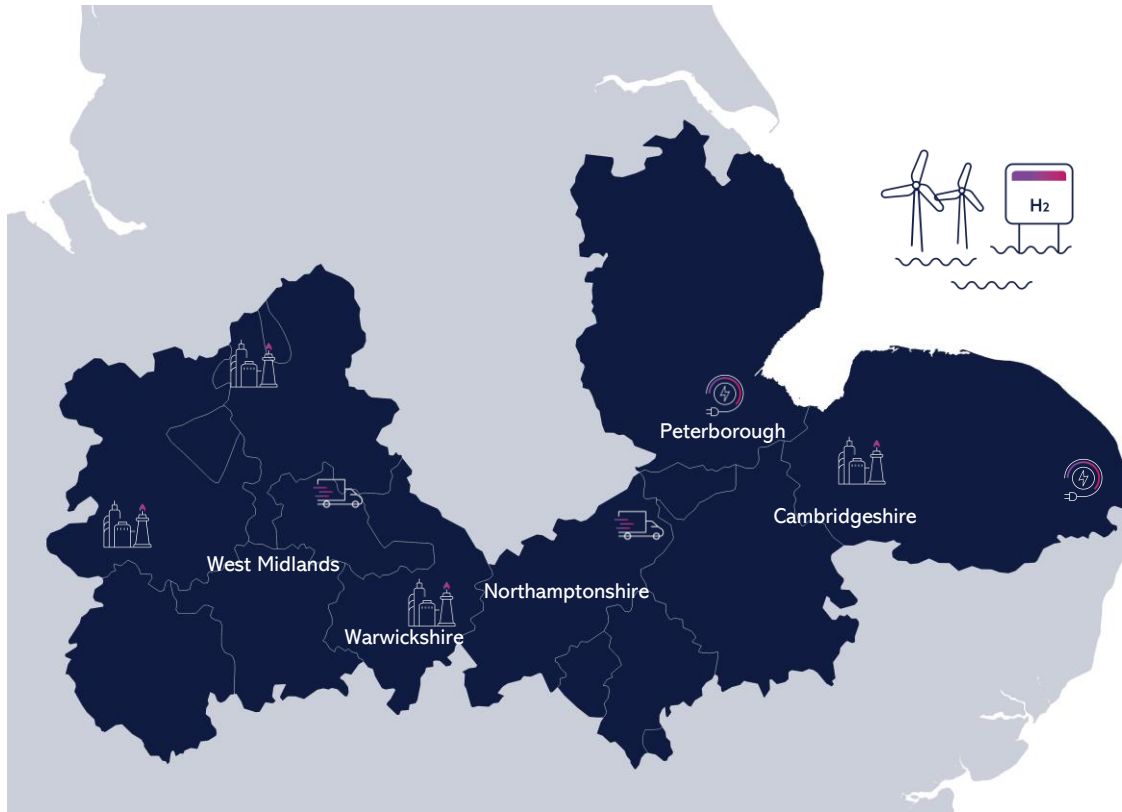 H2
Peterborough
Cambridgeshire
West Midlands
Northamptonshire
Warwickshire